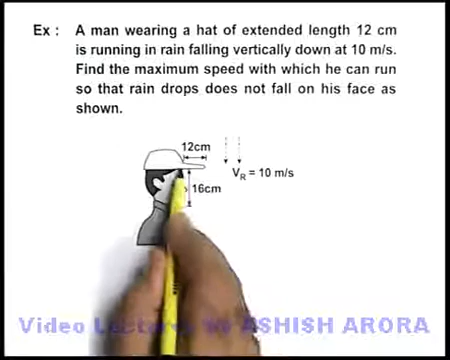 Ex : A man wearing a hat of extended length 12 cm
is running in rain falling vertically down at 10 m/s.
Find the maximum speed with which he can run
so that rain drops does not fall on his face as
shown.
12cm
V_R = 10 m/s
16cm
Video by ASHISH ARORA